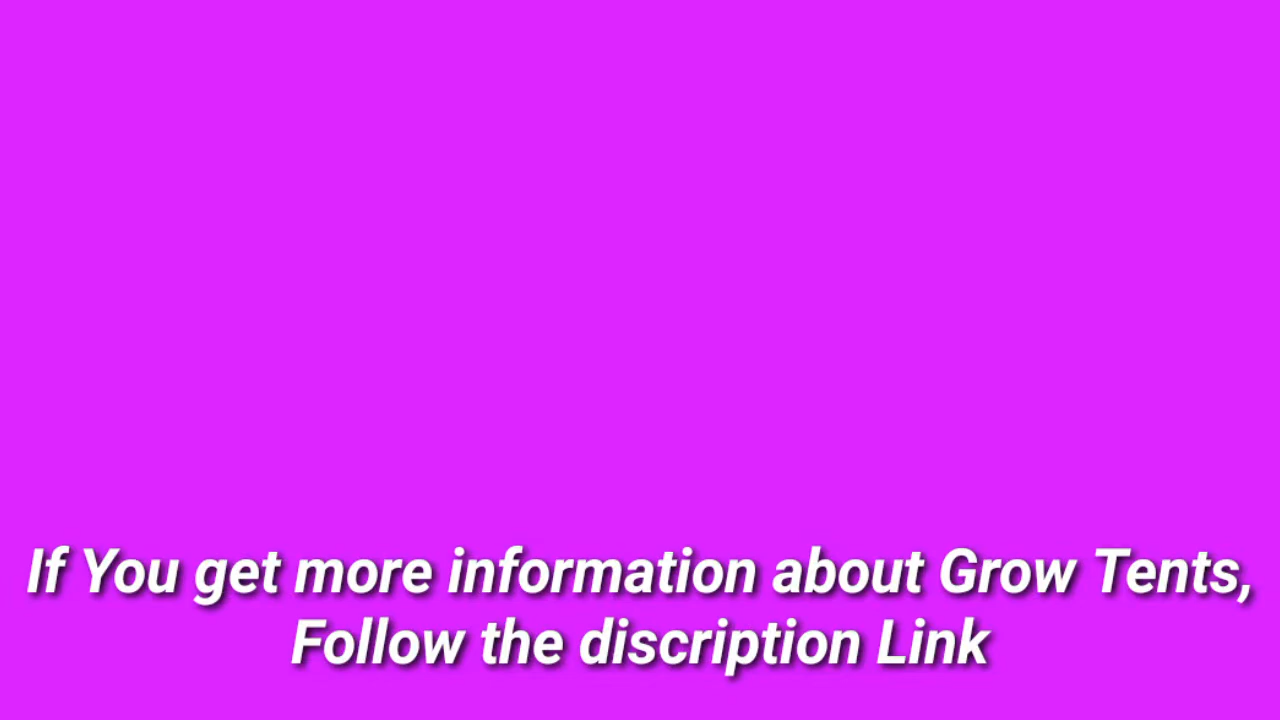 If You get more information about Grow Tents,
Follow the discription Link